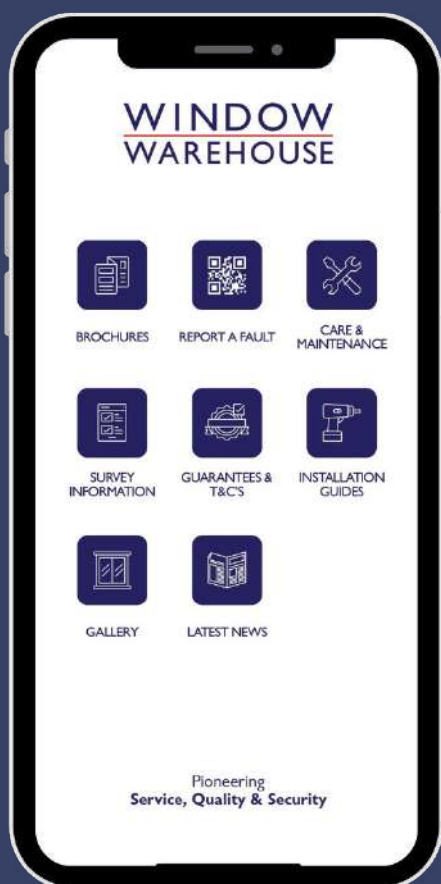 WINDOW
WAREHOUSE
BROCHURES
REPORT A FAULT
CARE &
MAINTENANCE
SURVEY
INFORMATION
GUARANTEES &
T&C'S
INSTALLATION
GUIDES
GALLERY
LATEST NEWS
Pioneering
Service, Quality & Security